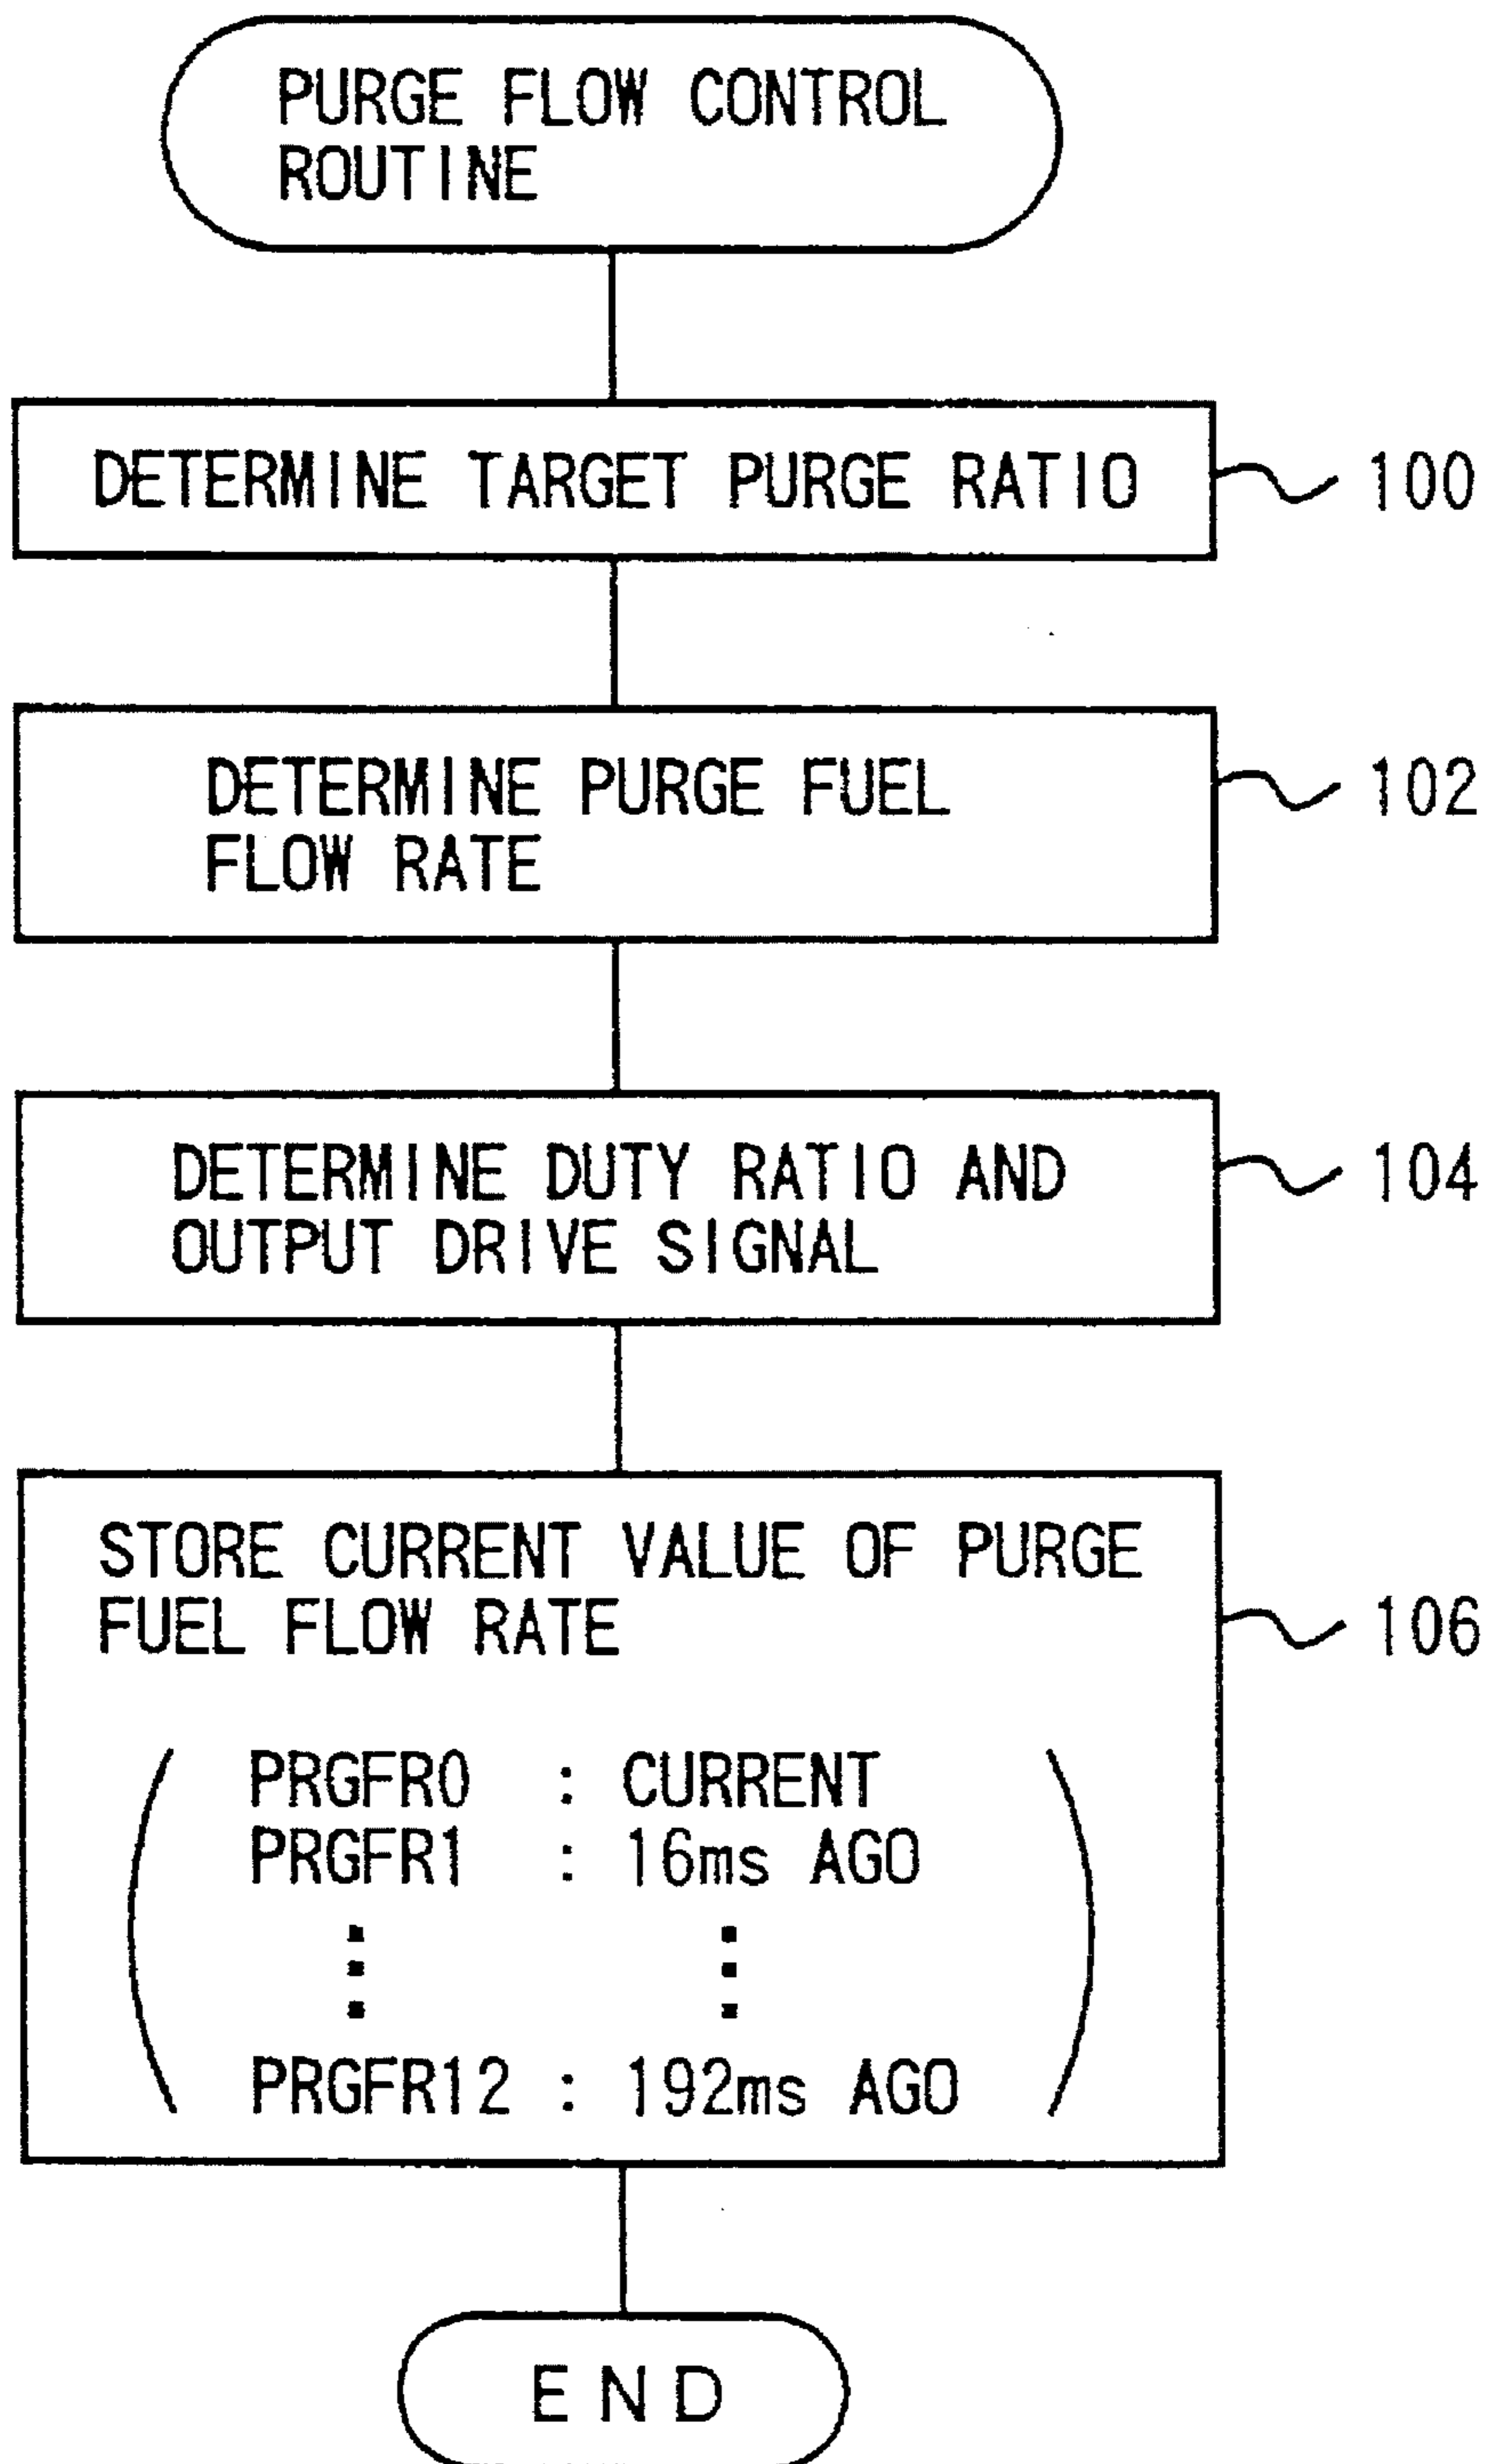 PURGE FLOW CONTROL
ROUTINE
DETERMINE TARGET PURGE RATIO
100
DETERMINE PURGE FUEL
FLOW RATE
102
DETERMINE DUTY RATIO AND
OUTPUT DRIVE SIGNAL
104
STORE CURRENT VALUE OF PURGE
FUEL FLOW RATE
106
PRGFR0 : CURRENT
PRGFR1 : 16ms AGO
PRGFR12 : 192ms AGO
END